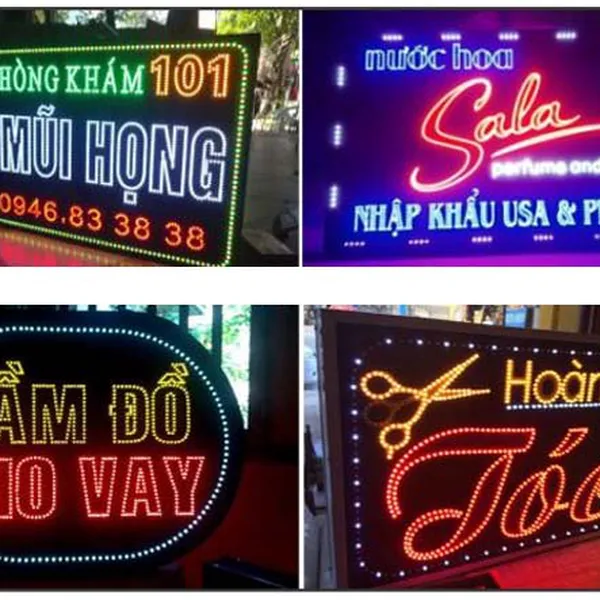 HÒNG KHÁM 101
MŨI HỌNG
0946.83 38 38
nước hoa
Sala
perfume and
NHẬP KHẨU USA & P
ẦM ĐỒ
HO VAY
Hoàn
Tóc